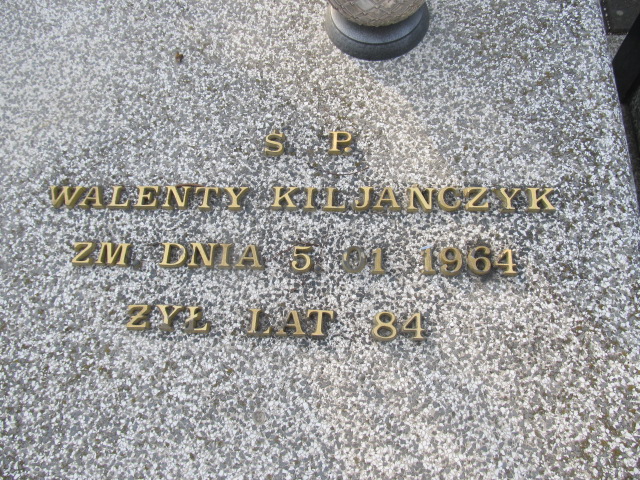 S P.
WALENTY KILJAŃCZYK
ZM. DNIA 5 01 1964
ŻYŁ LAT 84